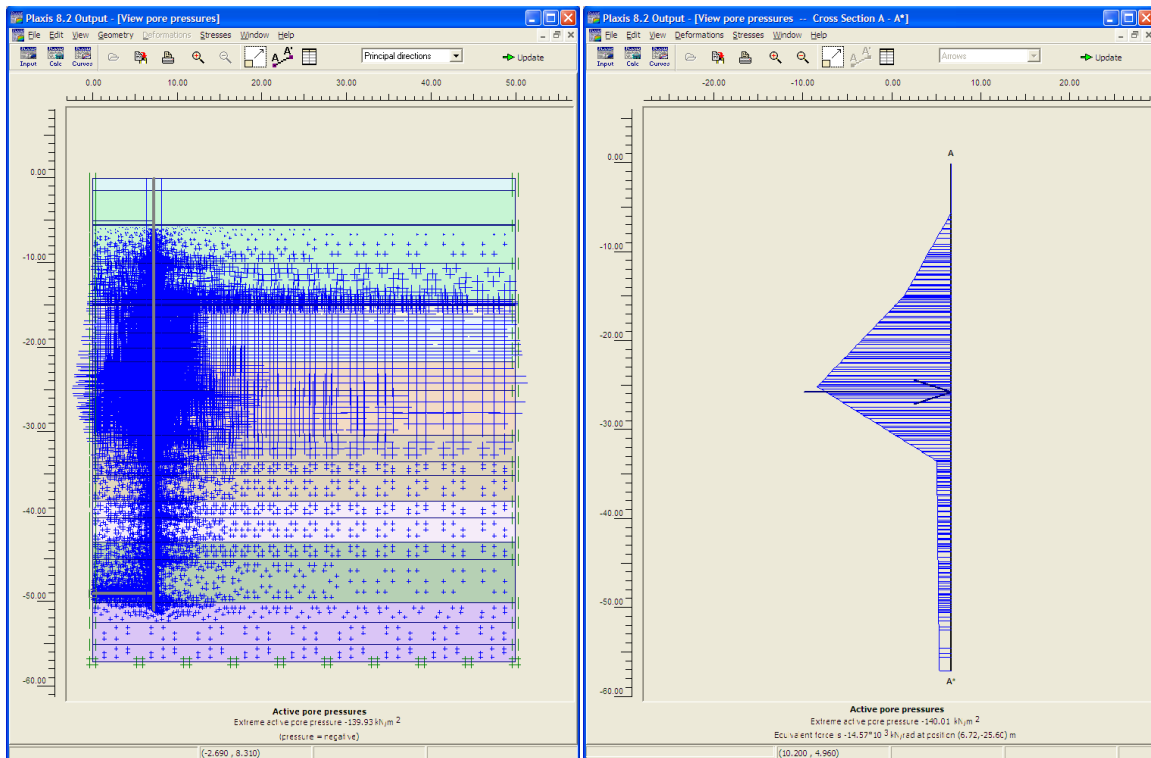 Plaxis 8.2 Output - [View pore pressures]
File Edit View Geometry Deformations Stresses Window Help
Input Calc Curves Principal directions Update
0.00 10.00 20.00 30.00 40.00 50.00
0.00
-10.00
-20.00
-30.00
-40.00
-50.00
-60.00
Active pore pressures
Extreme active pore pressure -139.93 kN/m 2
(pressure = negative)
(-2.690 , 8.310)
Plaxis 8.2 Output - [View pore pressures -- Cross Section A - A*]
File Edit View Deformations Stresses Window Help
Input Calc Curves Arrows Update
-20.00 -10.00 0.00 10.00 20.00
0.00
-10.00
-20.00
-30.00
-40.00
-50.00
-60.00
A
A*
Active pore pressures
Extreme active pore pressure -140.01 kN/m 2
Equivalent force is -14.57*10 3 kN/rad at position (6.72,-25.60) m
(10.200 , 4.960)